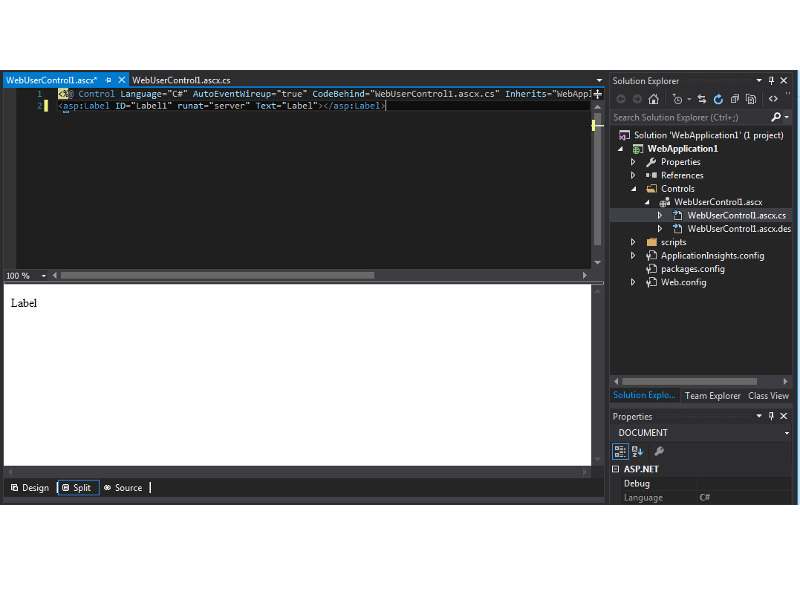 WebUserControl1.ascx* WebUserControl1.ascx.cs
1 <%@ Control Language="C#" AutoEventWireup="true" CodeBehind="WebUserControl1.ascx.cs" Inherits="WebAppl
2 <asp:Label ID="Label1" runat="server" Text="Label"></asp:Label>
100 %
Label
Design Split Source
Solution Explorer
Search Solution Explorer (Ctrl+;)
Solution 'WebApplication1' (1 project)
WebApplication1
Properties
References
Controls
WebUserControl1.ascx
WebUserControl1.ascx.cs
WebUserControl1.ascx.des
scripts
ApplicationInsights.config
packages.config
Web.config
Solution Explo... Team Explorer Class View
Properties
DOCUMENT
ASP.NET
Debug
Language C#